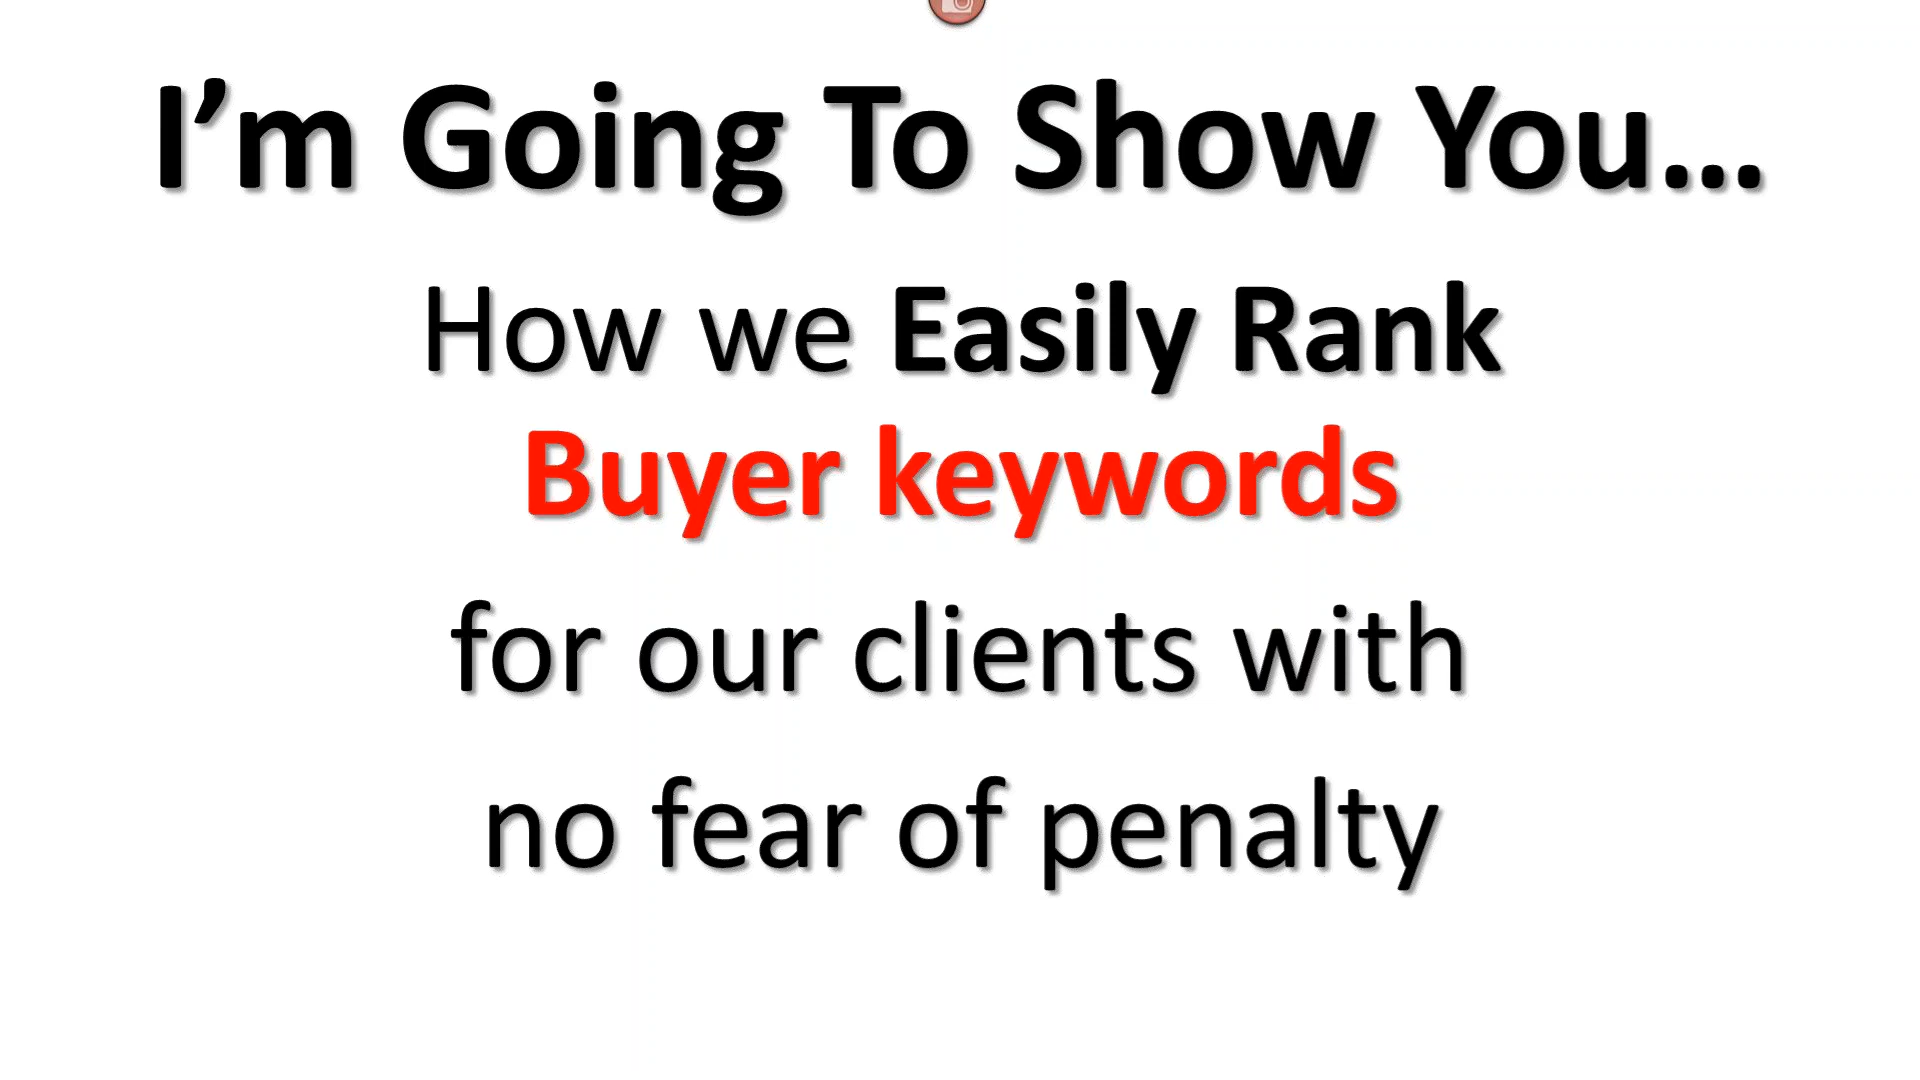 I’m Going To Show You...
How we Easily Rank
Buyer keywords
for our clients with
no fear of penalty